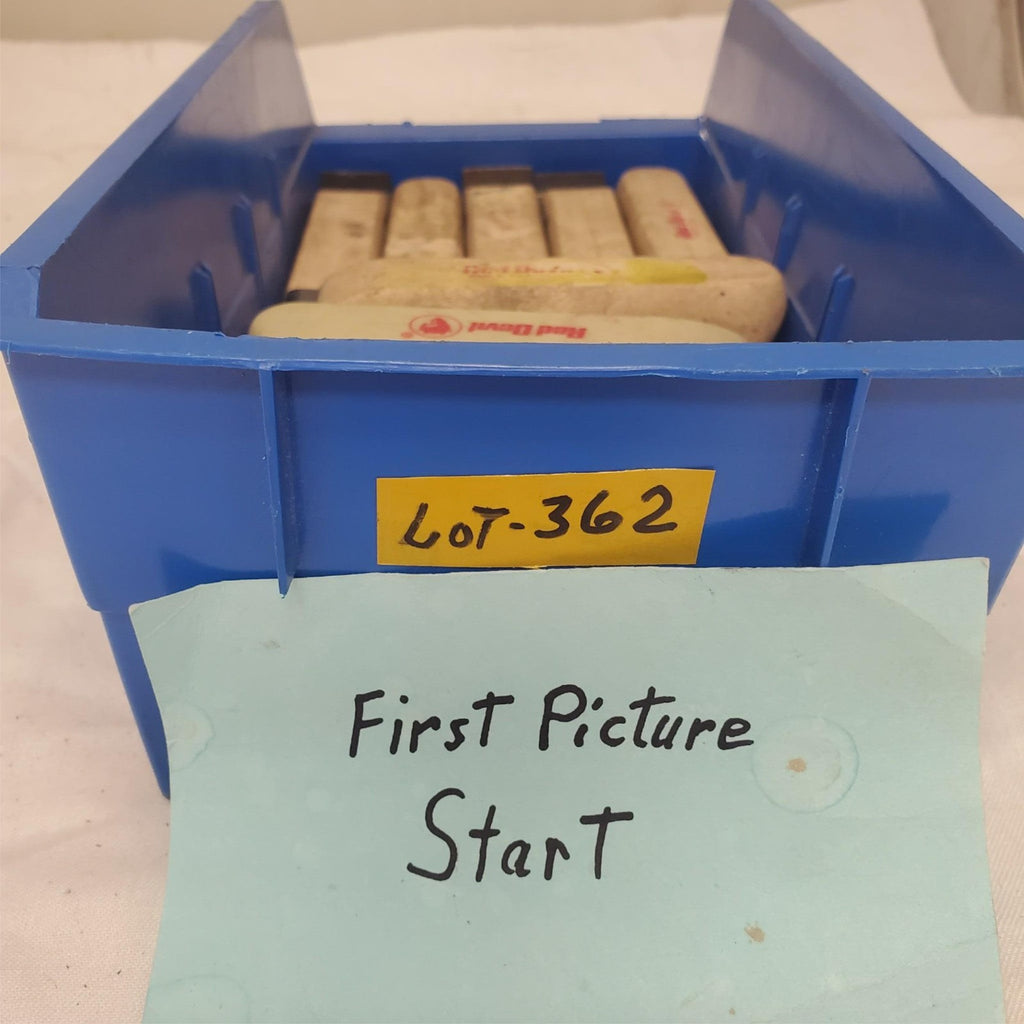 Red Devil
LOT-362
First Picture
Start